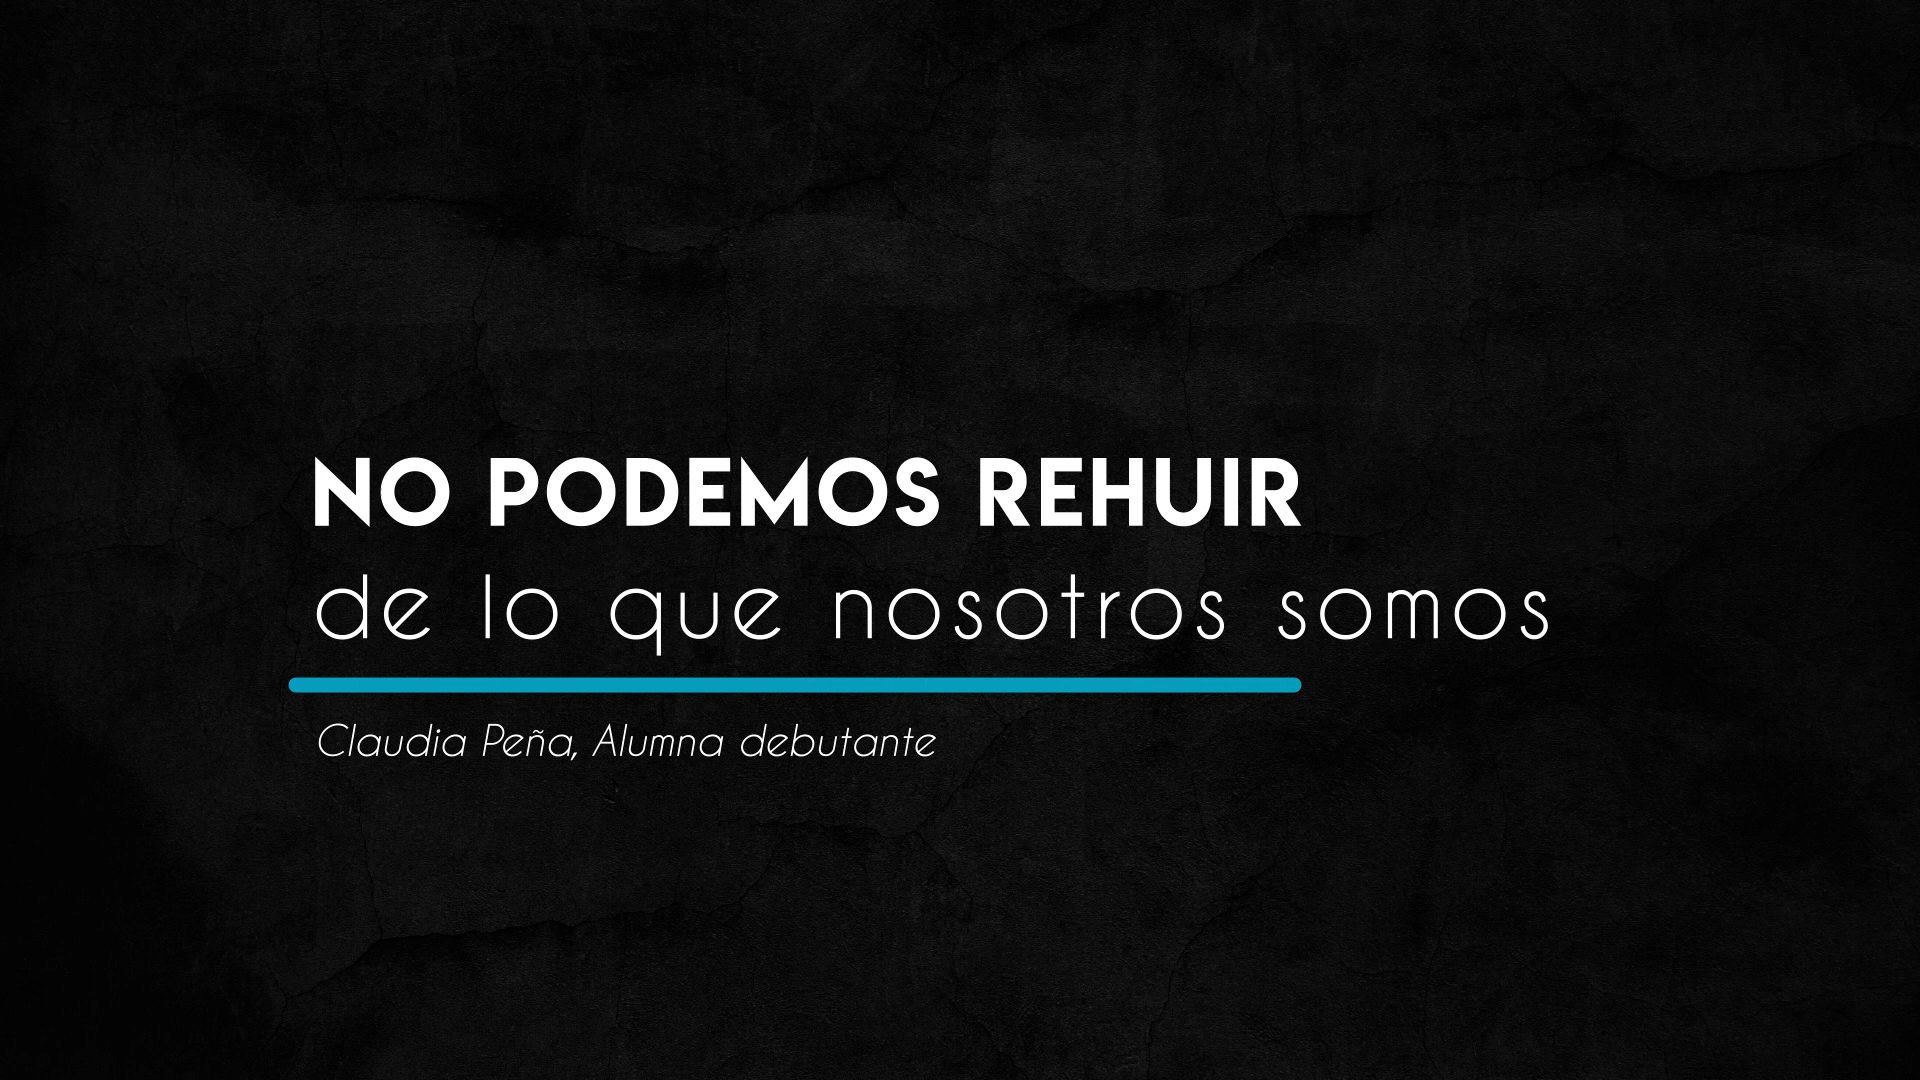 NO PODEMOS REHUIR
de lo que nosotros somos
Claudia Peña, Alumna debutante